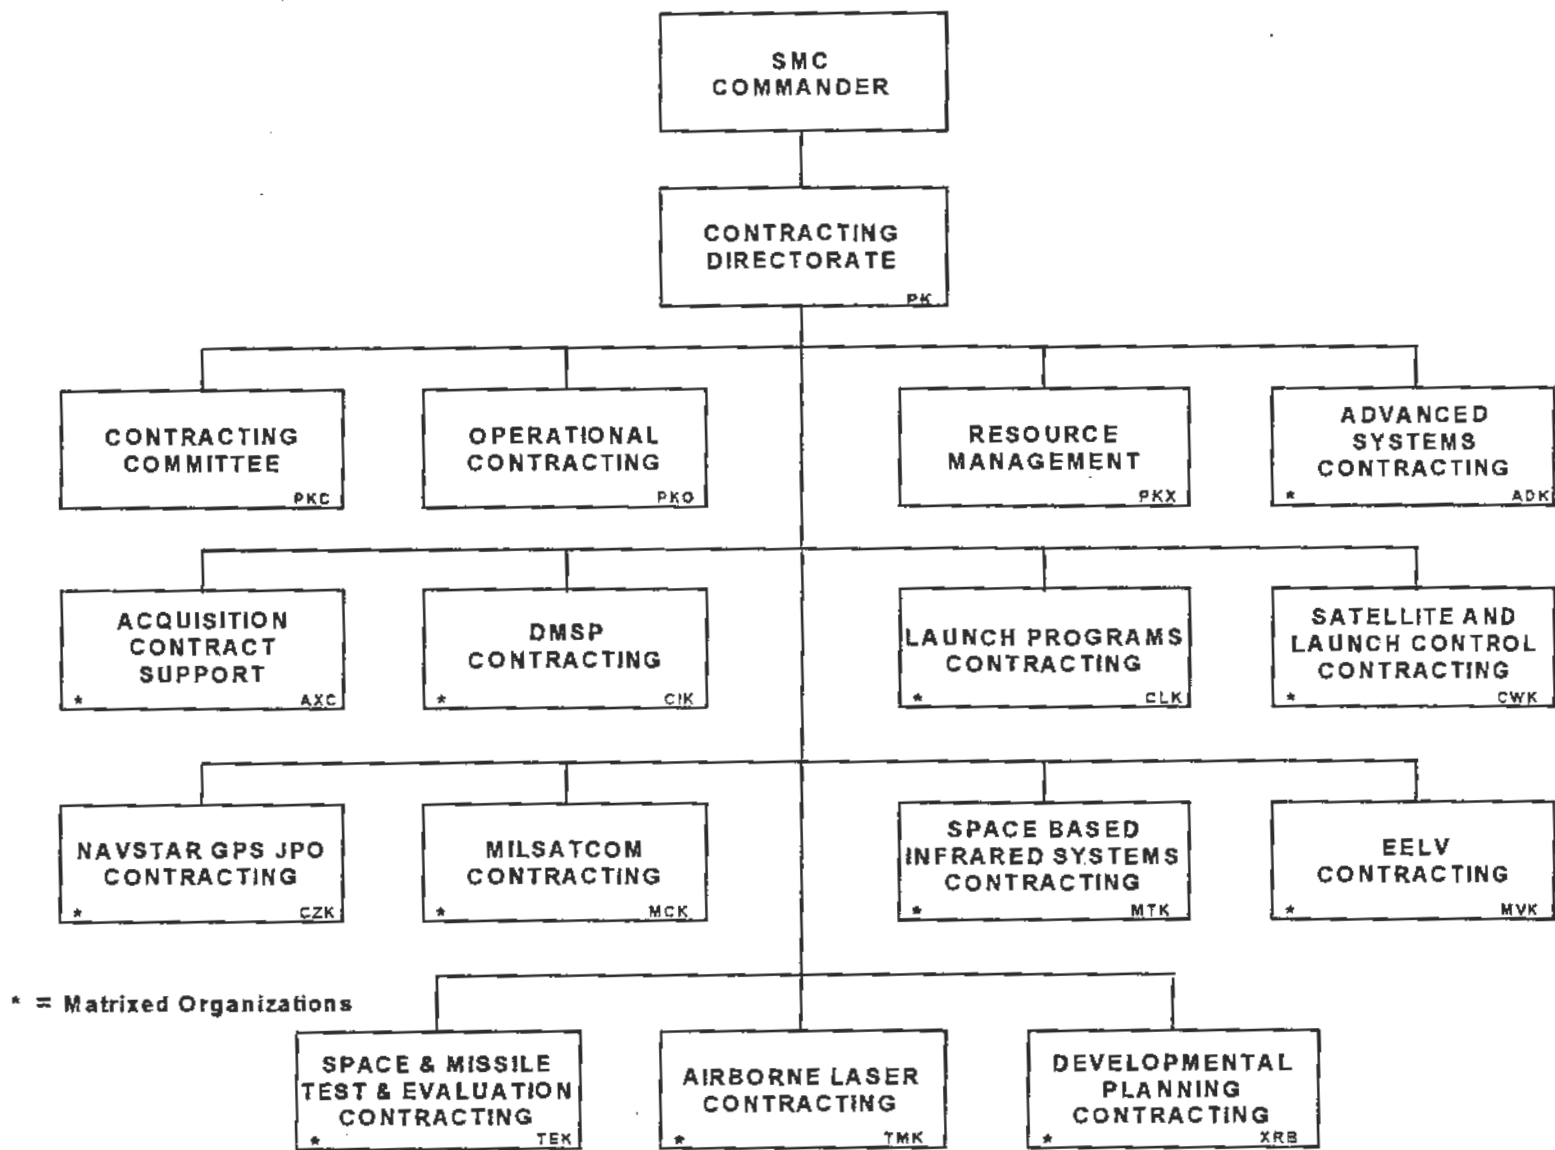 SMC
COMMANDER
CONTRACTING
DIRECTORATE
PK
CONTRACTING
COMMITTEE
PKC
OPERATIONAL
CONTRACTING
PKO
RESOURCE
MANAGEMENT
PKX
ADVANCED
SYSTEMS
CONTRACTING
* ADK
ACQUISITION
CONTRACT
SUPPORT
* AXC
DMSP
CONTRACTING
* CIK
LAUNCH PROGRAMS
CONTRACTING
* CLK
SATELLITE AND
LAUNCH CONTROL
CONTRACTING
* CWK
NAVSTAR GPS JPO
CONTRACTING
* CZK
MILSATCOM
CONTRACTING
* MCK
SPACE BASED
INFRARED SYSTEMS
CONTRACTING
* MTK
EELV
CONTRACTING
* MVK
* = Matrixed Organizations
SPACE & MISSILE
TEST & EVALUATION
CONTRACTING
* TEK
AIRBORNE LASER
CONTRACTING
* TMK
DEVELOPMENTAL
PLANNING
CONTRACTING
* XRB